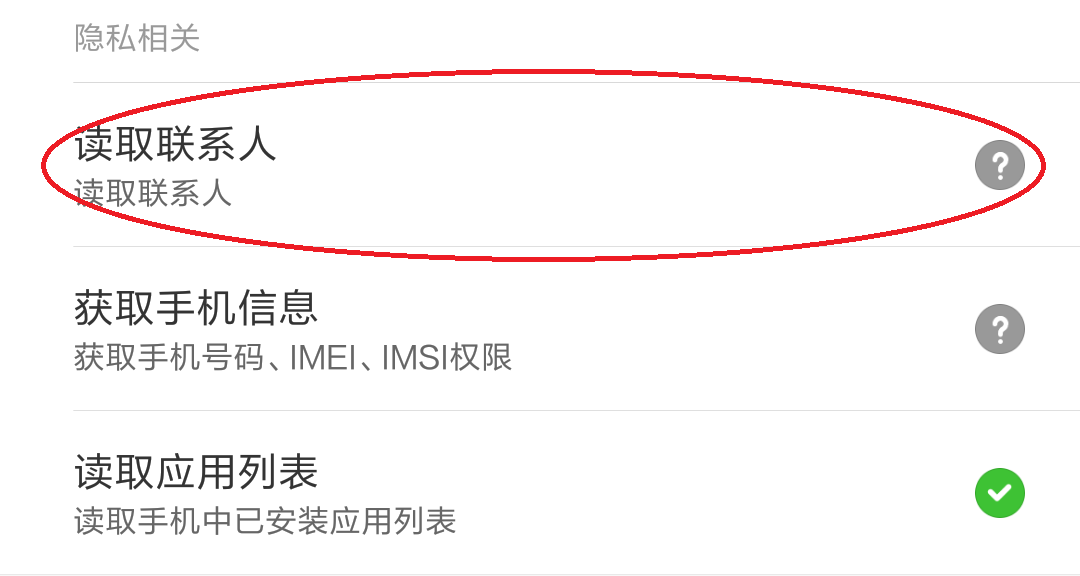 隐私相关
读取联系人
读取联系人
获取手机信息
获取手机号码、IMEI、IMSI权限
读取应用列表
读取手机中已安装应用列表